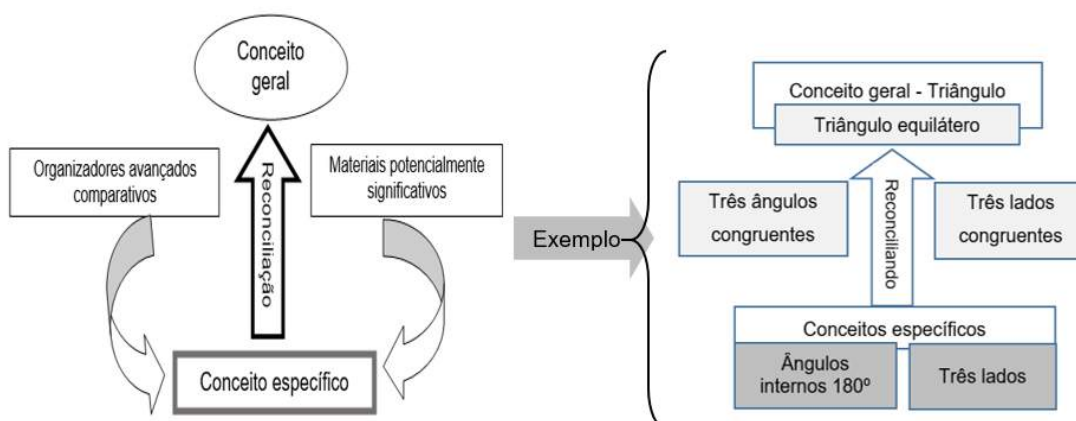 Conceito
geral
Organizadores avançados
comparativos
Reconciliação
Materiais potencialmente
significativos
Conceito específico
Exemplo
Conceito geral - Triângulo
Triângulo equilátero
Três ângulos
congruentes
Reconciliando
Três lados
congruentes
Conceitos específicos
Ângulos
internos 180º
Três lados